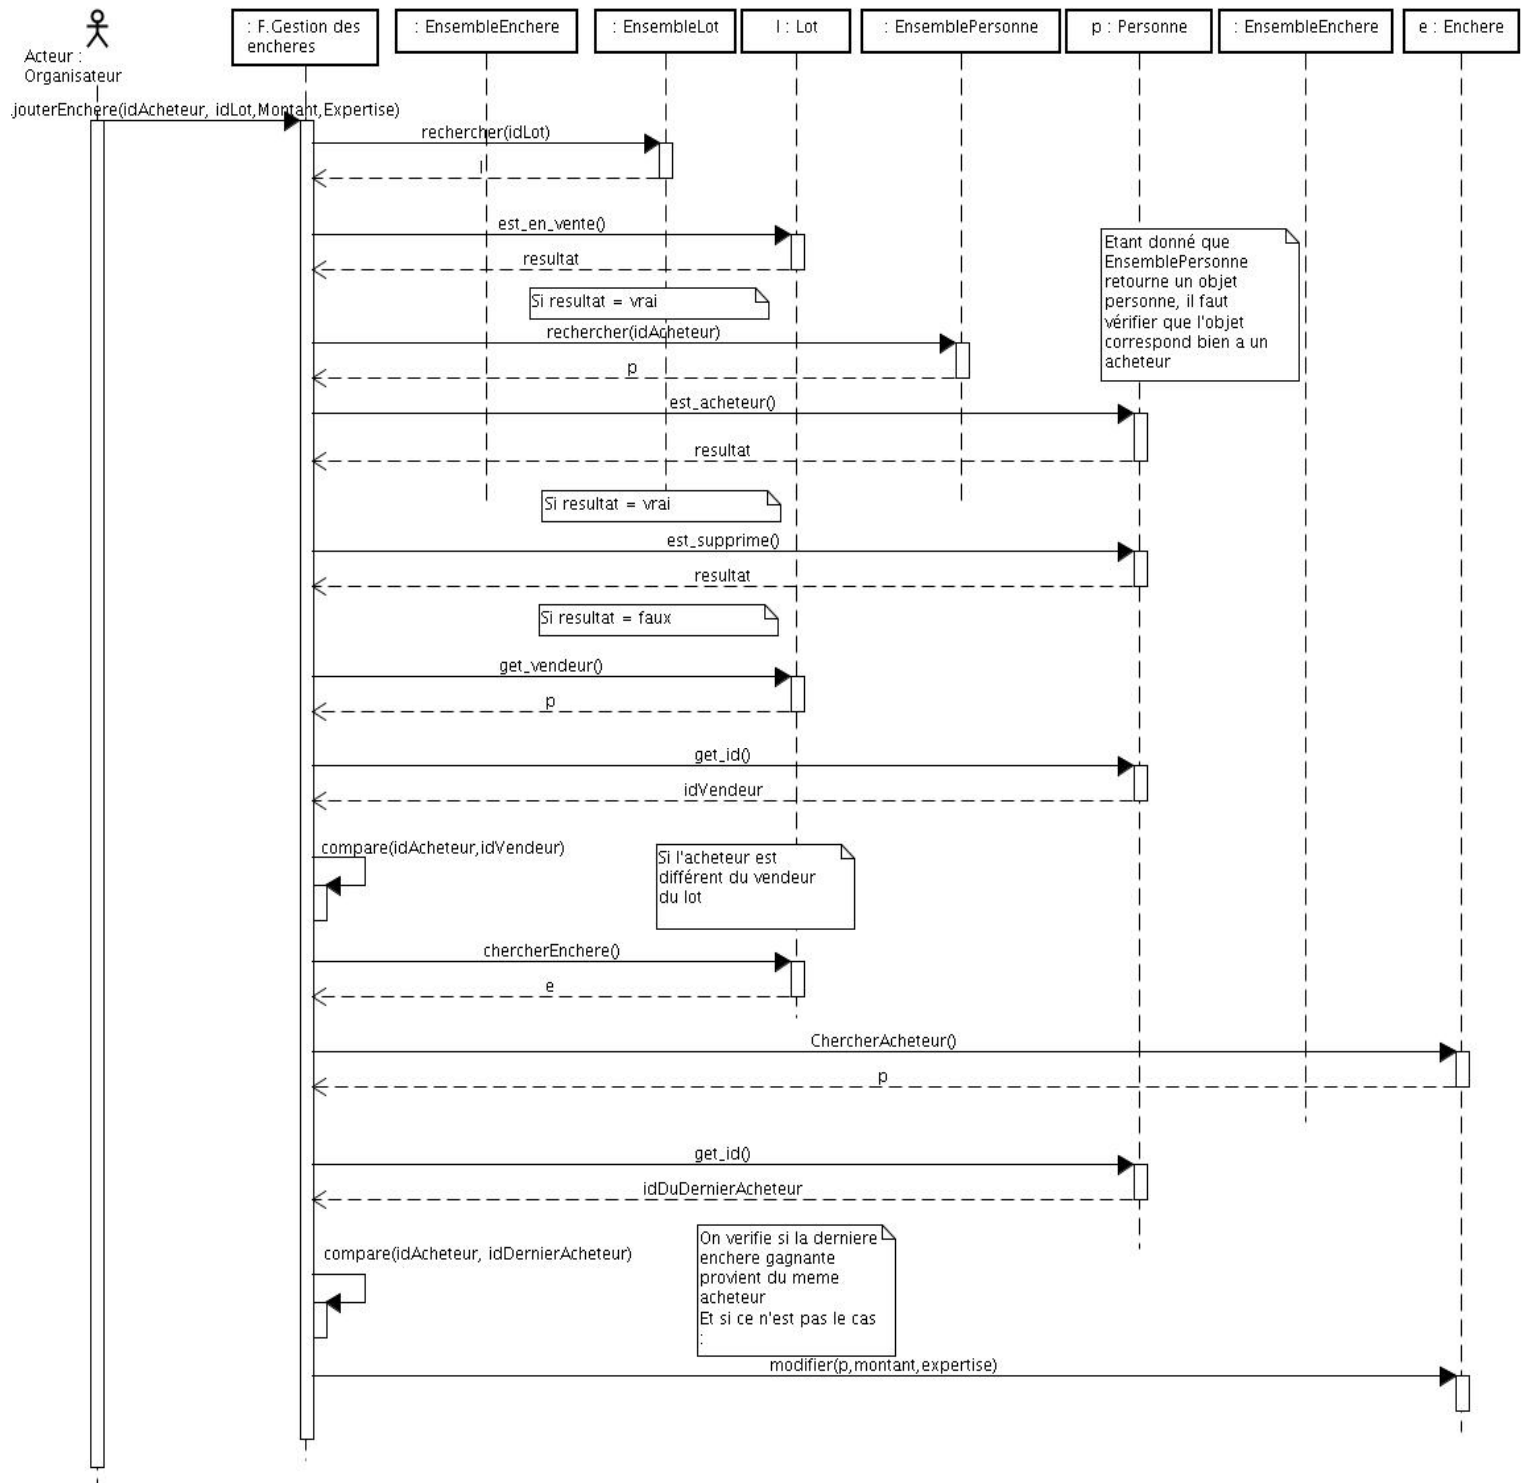 : F.Gestion des
encheres
: EnsembleEnchere
: EnsembleLot
l : Lot
: EnsemblePersonne
p : Personne
: EnsembleEnchere
e : Enchere
Acteur :
Organisateur
jouterEnchere(idAcheteur, idLot,Montant,Expertise)
rechercher(idLot)
l
est_en_vente()
resultat
Etant donné que
EnsemblePersonne
retourne un objet
personne, il faut
vérifier que l'objet
correspond bien a un
acheteur
Si resultat = vrai
rechercher(idAcheteur)
p
est_acheteur()
resultat
Si resultat = vrai
est_supprime()
resultat
Si resultat = faux
get_vendeur()
p
get_id()
idVendeur
compare(idAcheteur,idVendeur)
Si l'acheteur est
différent du vendeur
du lot
chercherEnchere()
e
ChercherAcheteur()
p
get_id()
idDuDernierAcheteur
compare(idAcheteur, idDernierAcheteur)
On verifie si la derniere
enchere gagnante
provient du meme
acheteur
Et si ce n'est pas le cas
:
modifier(p,montant,expertise)